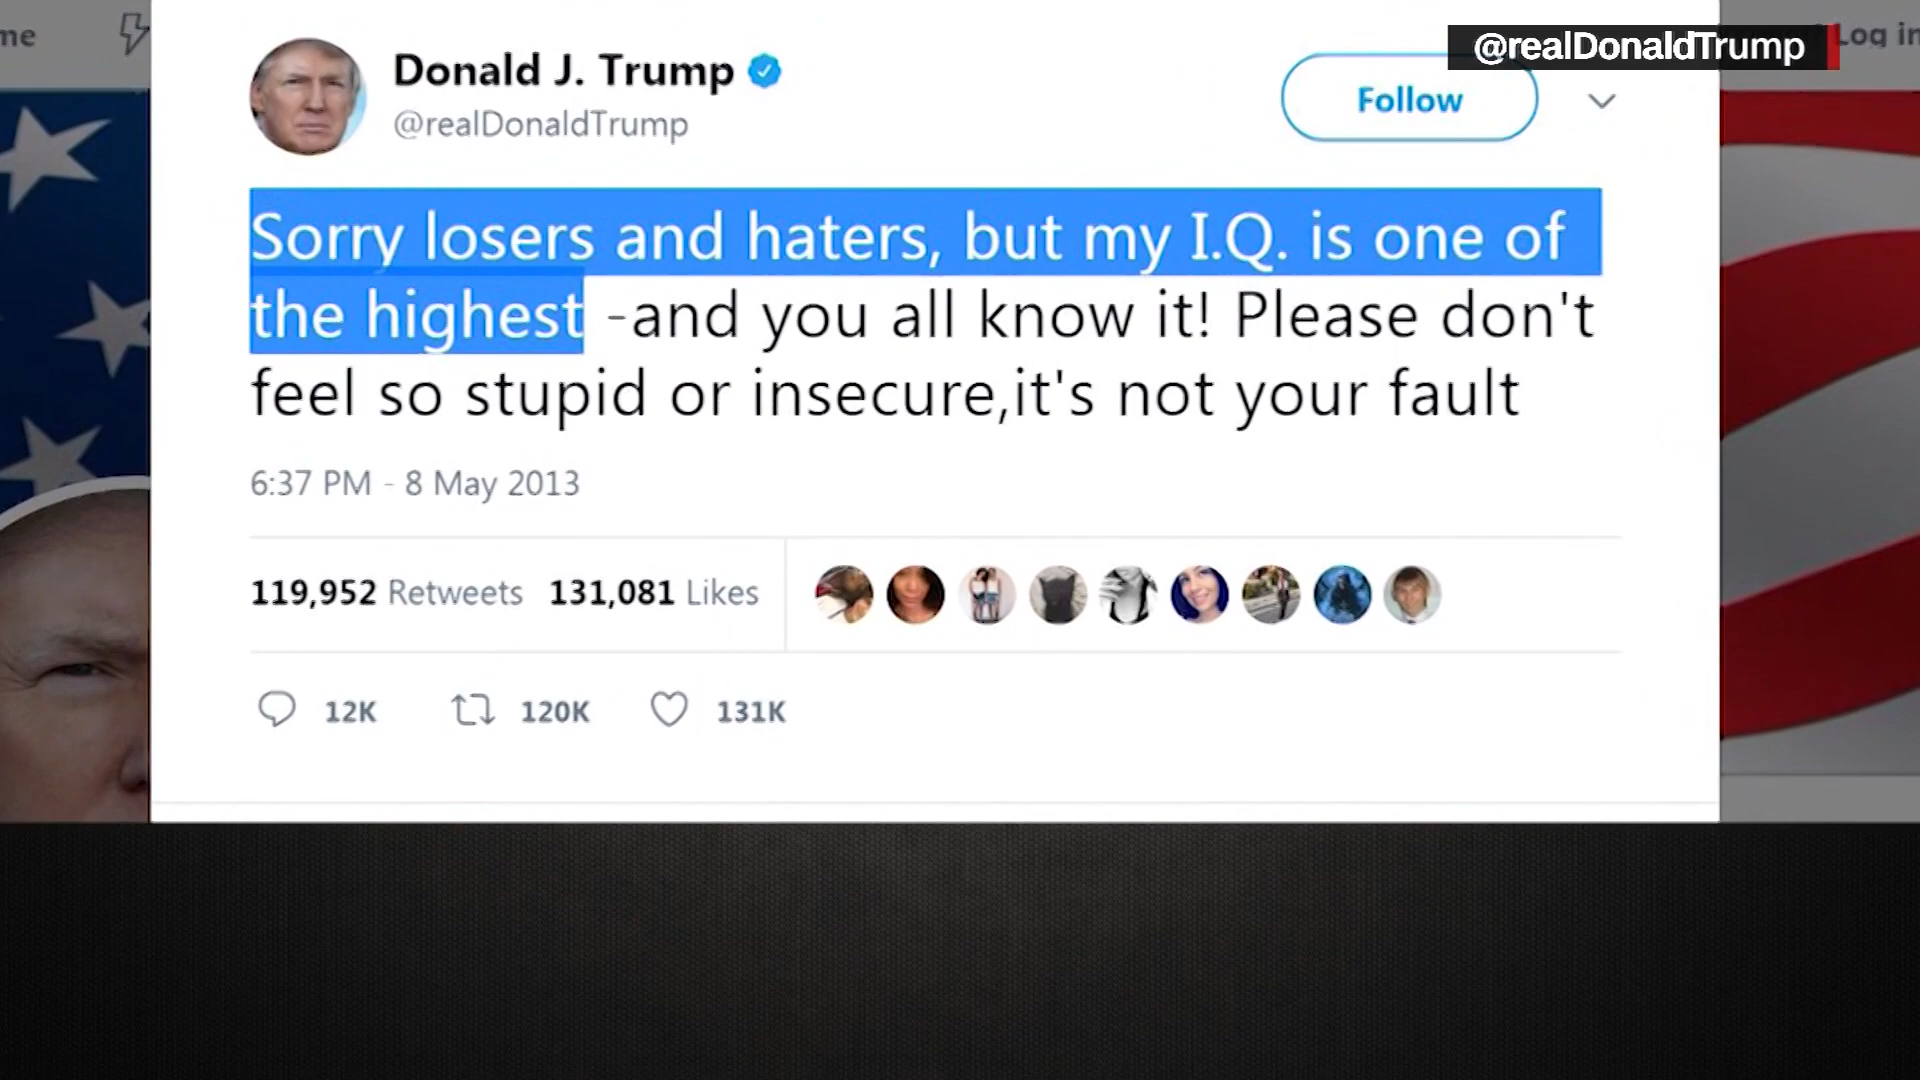 me
@realDonaldTrump
Log in
Donald J. Trump
@realDonaldTrump
Follow
Sorry losers and haters, but my I.Q. is one of
the highest -and you all know it! Please don't
feel so stupid or insecure,it's not your fault
6:37 PM - 8 May 2013
119,952 Retweets 131,081 Likes
12K 120K 131K